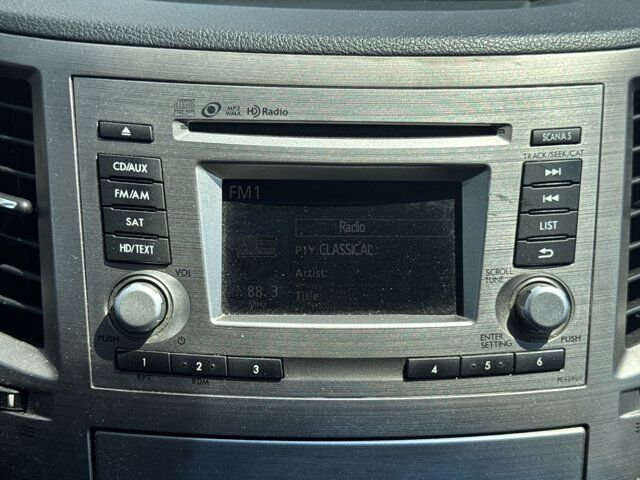 MP3
WMA
HD Radio
SCAN/A.S
TRACK/SEEK/CAT
CD/AUX
FM/AM
SAT
HD/TEXT
LIST
FM1
Radio
PTY:CLASSICAL
Artist:
88.3
MHz
Title:
VOL
PUSH
SCROLL
TUNE
ENTER
SETTING
PUSH
1
2
3
4
5
6
RPT
RDM